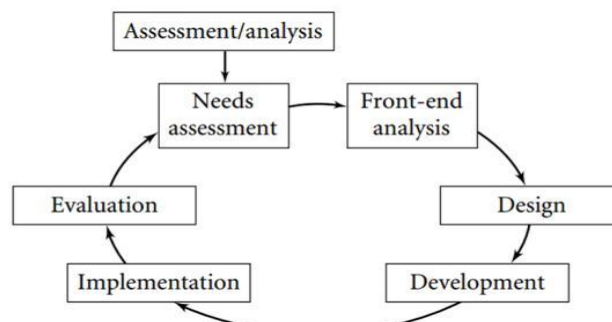 Assessment/analysis
Needs
assessment
Front-end
analysis
Evaluation
Design
Implementation
Development